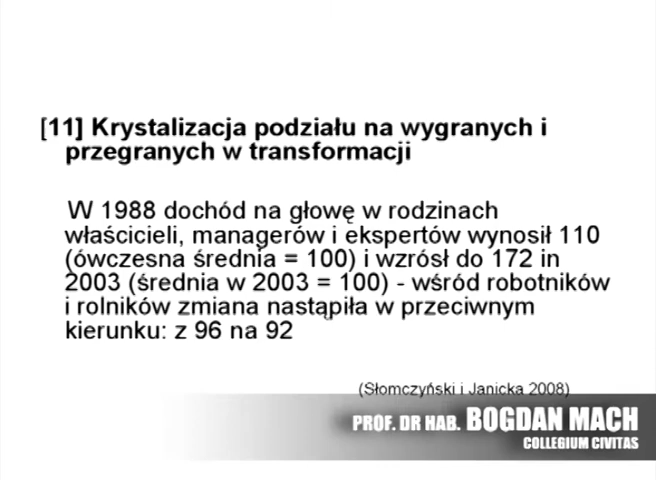 [11] Krystalizacja podziału na wygranych i
przegranych w transformacji
W 1988 dochód na głowę w rodzinach
właścicieli, managerów i ekspertów wynosił 110
(ówczesna średnia = 100) i wzrósł do 172 in
2003 (średnia w 2003 = 100) - wśród robotników
i rolników zmiana nastąpiła w przeciwnym
kierunku: z 96 na 92
(Słomczyński i Janicka 2008)
PROF. DR HAB. BOGDAN MACH
COLLEGIUM CIVITAS